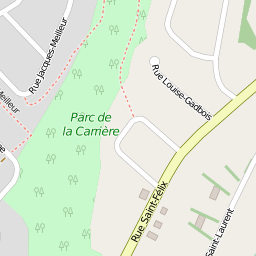 Rue Jacques-Meilleur
Meilleur
Rue Louise-Gadbois
Parc de
la Carrière
Rue Saint-Félix
Saint-Laurent